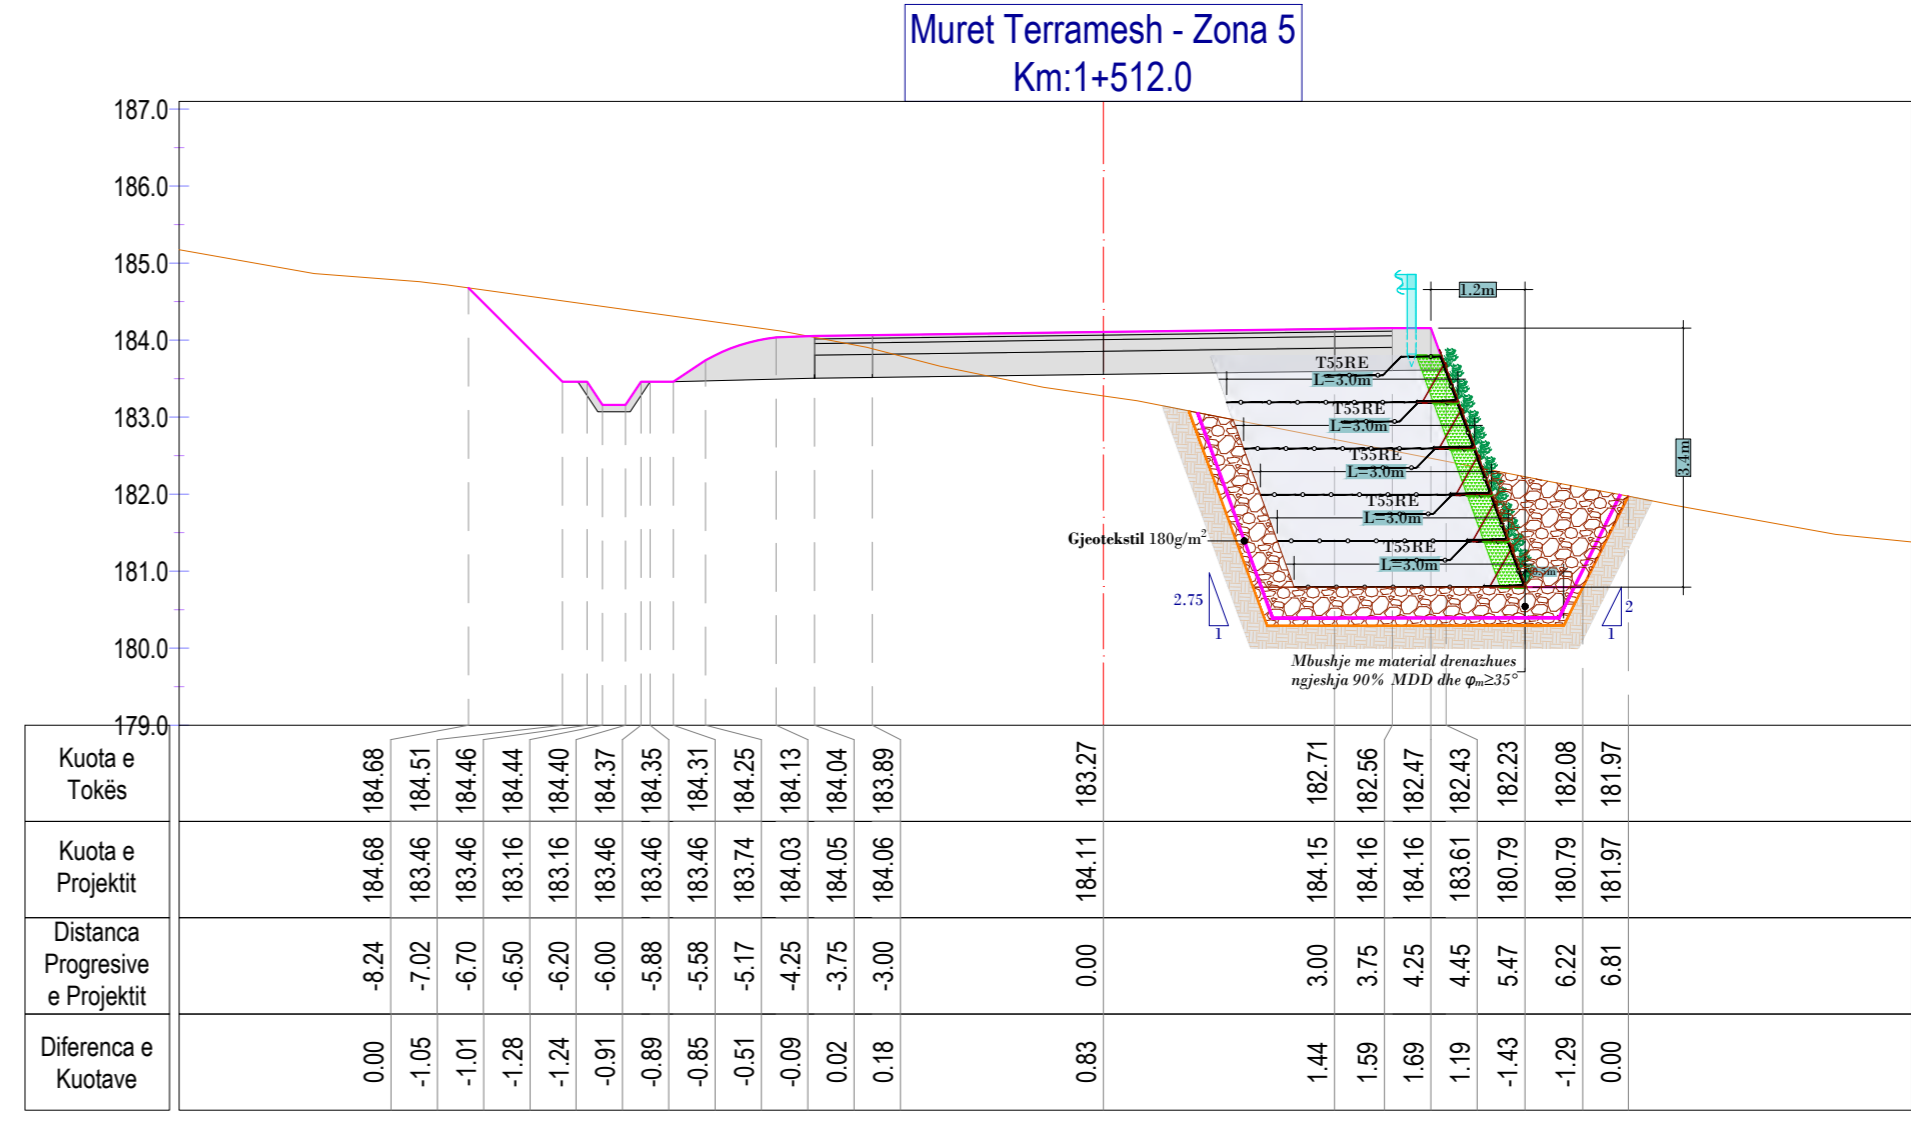 Muret Terramesh - Zona 5
Km:1+512.0
187.0
186.0
185.0
184.0
183.0
182.0
181.0
180.0
179.0
1.2m
3.4m
T55RE
L=3.0m
T55RE
L=3.0m
T55RE
L=3.0m
T55RE
L=3.0m
T55RE
L=3.0m
0.5m
Gjeotekstil 180g/m²
2.75
1
2
1
Mbushje me material drenazhues
ngjeshja 90% MDD dhe φm≥35°
Kuota e
Tokës
184.68 184.51 184.46 184.44 184.40 184.37 184.35 184.31 184.25 184.13 184.04 183.89 183.27 182.71 182.56 182.47 182.43 182.23 182.08 181.97
Kuota e
Projektit
184.68 183.46 183.46 183.16 183.16 183.46 183.46 183.46 183.74 184.03 184.05 184.06 184.11 184.15 184.16 184.16 183.61 180.79 180.79 181.97
Distanca
Progresive
e Projektit
-8.24 -7.02 -6.70 -6.50 -6.20 -6.00 -5.88 -5.58 -5.17 -4.25 -3.75 -3.00 0.00 3.00 3.75 4.25 4.45 5.47 6.22 6.81
Diferenca e
Kuotave
0.00 -1.05 -1.01 -1.28 -1.24 -0.91 -0.89 -0.85 -0.51 -0.09 0.02 0.18 0.83 1.44 1.59 1.69 1.19 -1.43 -1.29 0.00